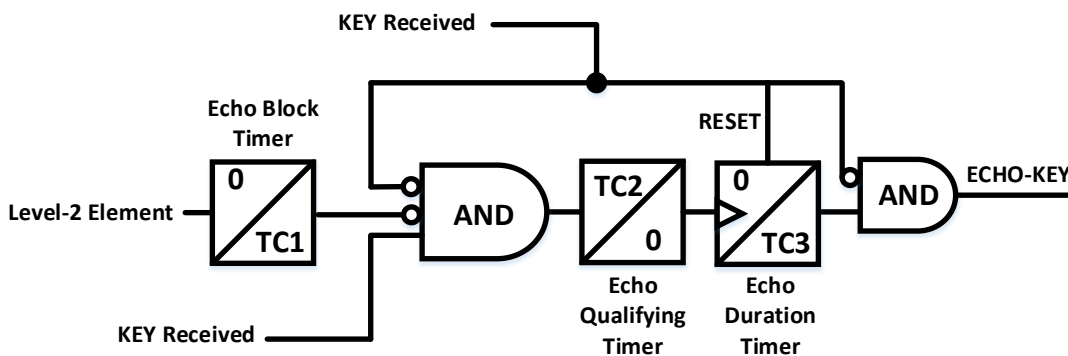 KEY Received
Echo Block
Timer
RESET
0
TC1
TC2
0
0
TC3
AND
AND
ECHO-KEY
Level-2 Element
KEY Received
Echo
Qualifying
Timer
Echo
Duration
Timer